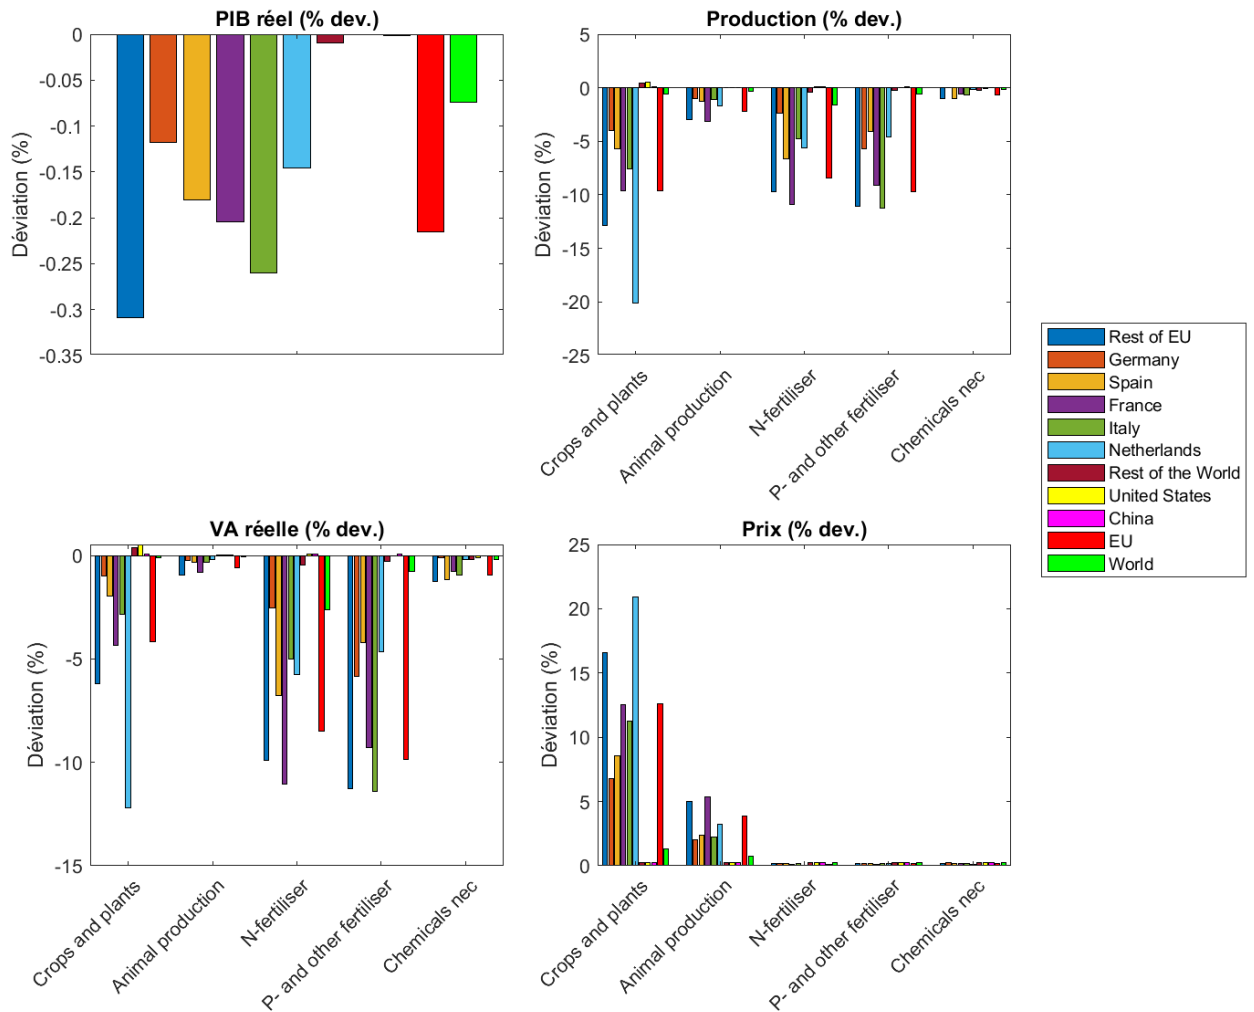 PIB réel (% dev.)
0
-0.05
-0.1
-0.15
-0.2
-0.25
-0.3
-0.35
Déviation (%)
Production (% dev.)
5
0
-5
-10
-15
-20
-25
Déviation (%)
Crops and plants
Animal production
N-fertiliser
P- and other fertiliser
Chemicals nec
Rest of EU
Germany
Spain
France
Italy
Netherlands
Rest of the World
United States
China
EU
World
VA réelle (% dev.)
0
-5
-10
-15
Déviation (%)
Crops and plants
Animal production
N-fertiliser
P- and other fertiliser
Chemicals nec
Prix (% dev.)
25
20
15
10
5
0
Déviation (%)
Crops and plants
Animal production
N-fertiliser
P- and other fertiliser
Chemicals nec